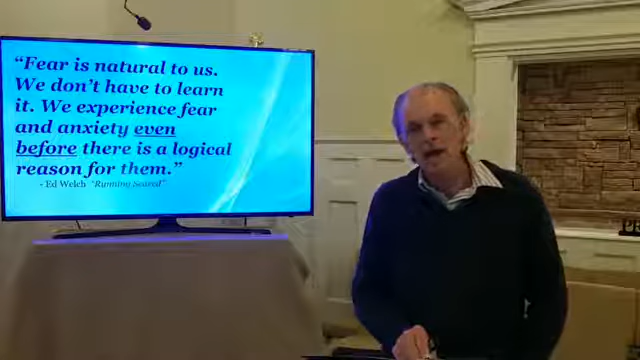 “Fear is natural to us.
We don’t have to learn
it. We experience fear
and anxiety even
before there is a logical
reason for them.”
- Ed Welch “Running Scared”